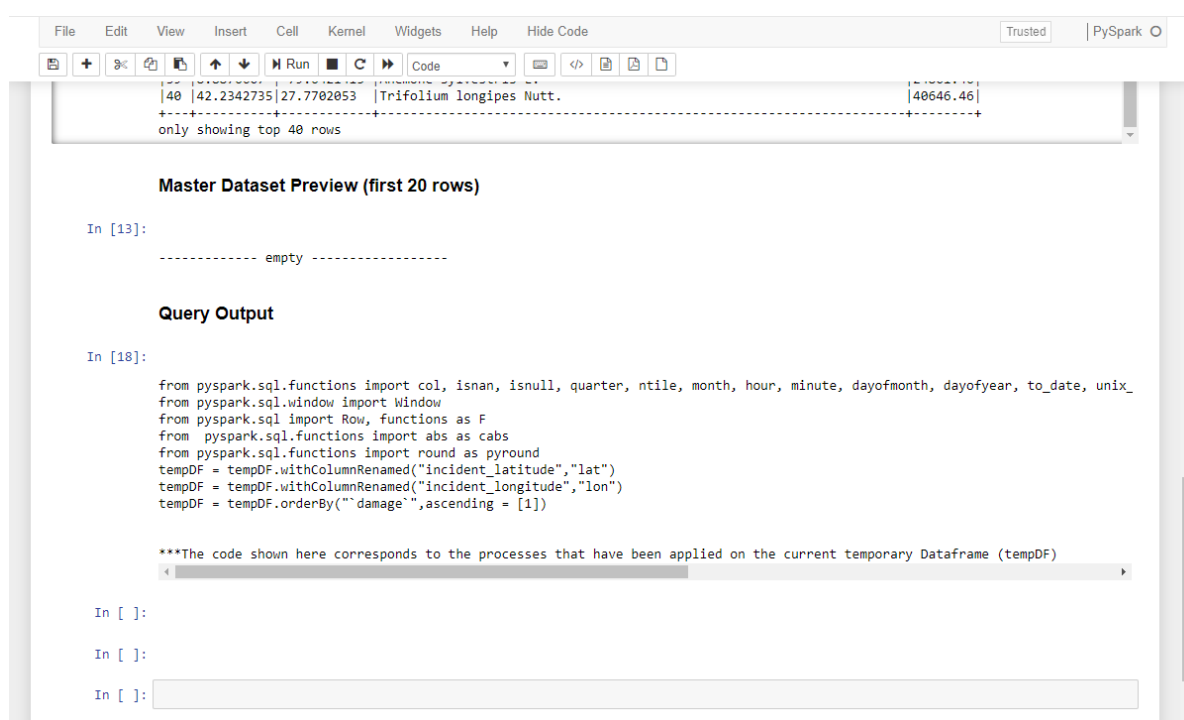 File Edit View Insert Cell Kernel Widgets Help Hide Code Trusted PySpark
Run Code
|40 |42.2342735|27.7702053 |Trifolium longipes Nutt. |40646.46|
+---+----------+------------+--------------------------------------------------------------------+--------+
only showing top 40 rows
Master Dataset Preview (first 20 rows)
In [13]:
------------- empty ------------------
Query Output
In [18]:
from pyspark.sql.functions import col, isnan, isnull, quarter, ntile, month, hour, minute, dayofmonth, dayofyear, to_date, unix_
from pyspark.sql.window import Window
from pyspark.sql import Row, functions as F
from  pyspark.sql.functions import abs as cabs
from pyspark.sql.functions import round as pyround
tempDF = tempDF.withColumnRenamed("incident_latitude","lat")
tempDF = tempDF.withColumnRenamed("incident_longitude","lon")
tempDF = tempDF.orderBy("`damage`",ascending = [1])
***The code shown here corresponds to the processes that have been applied on the current temporary Dataframe (tempDF)
In [ ]:
In [ ]:
In [ ]: